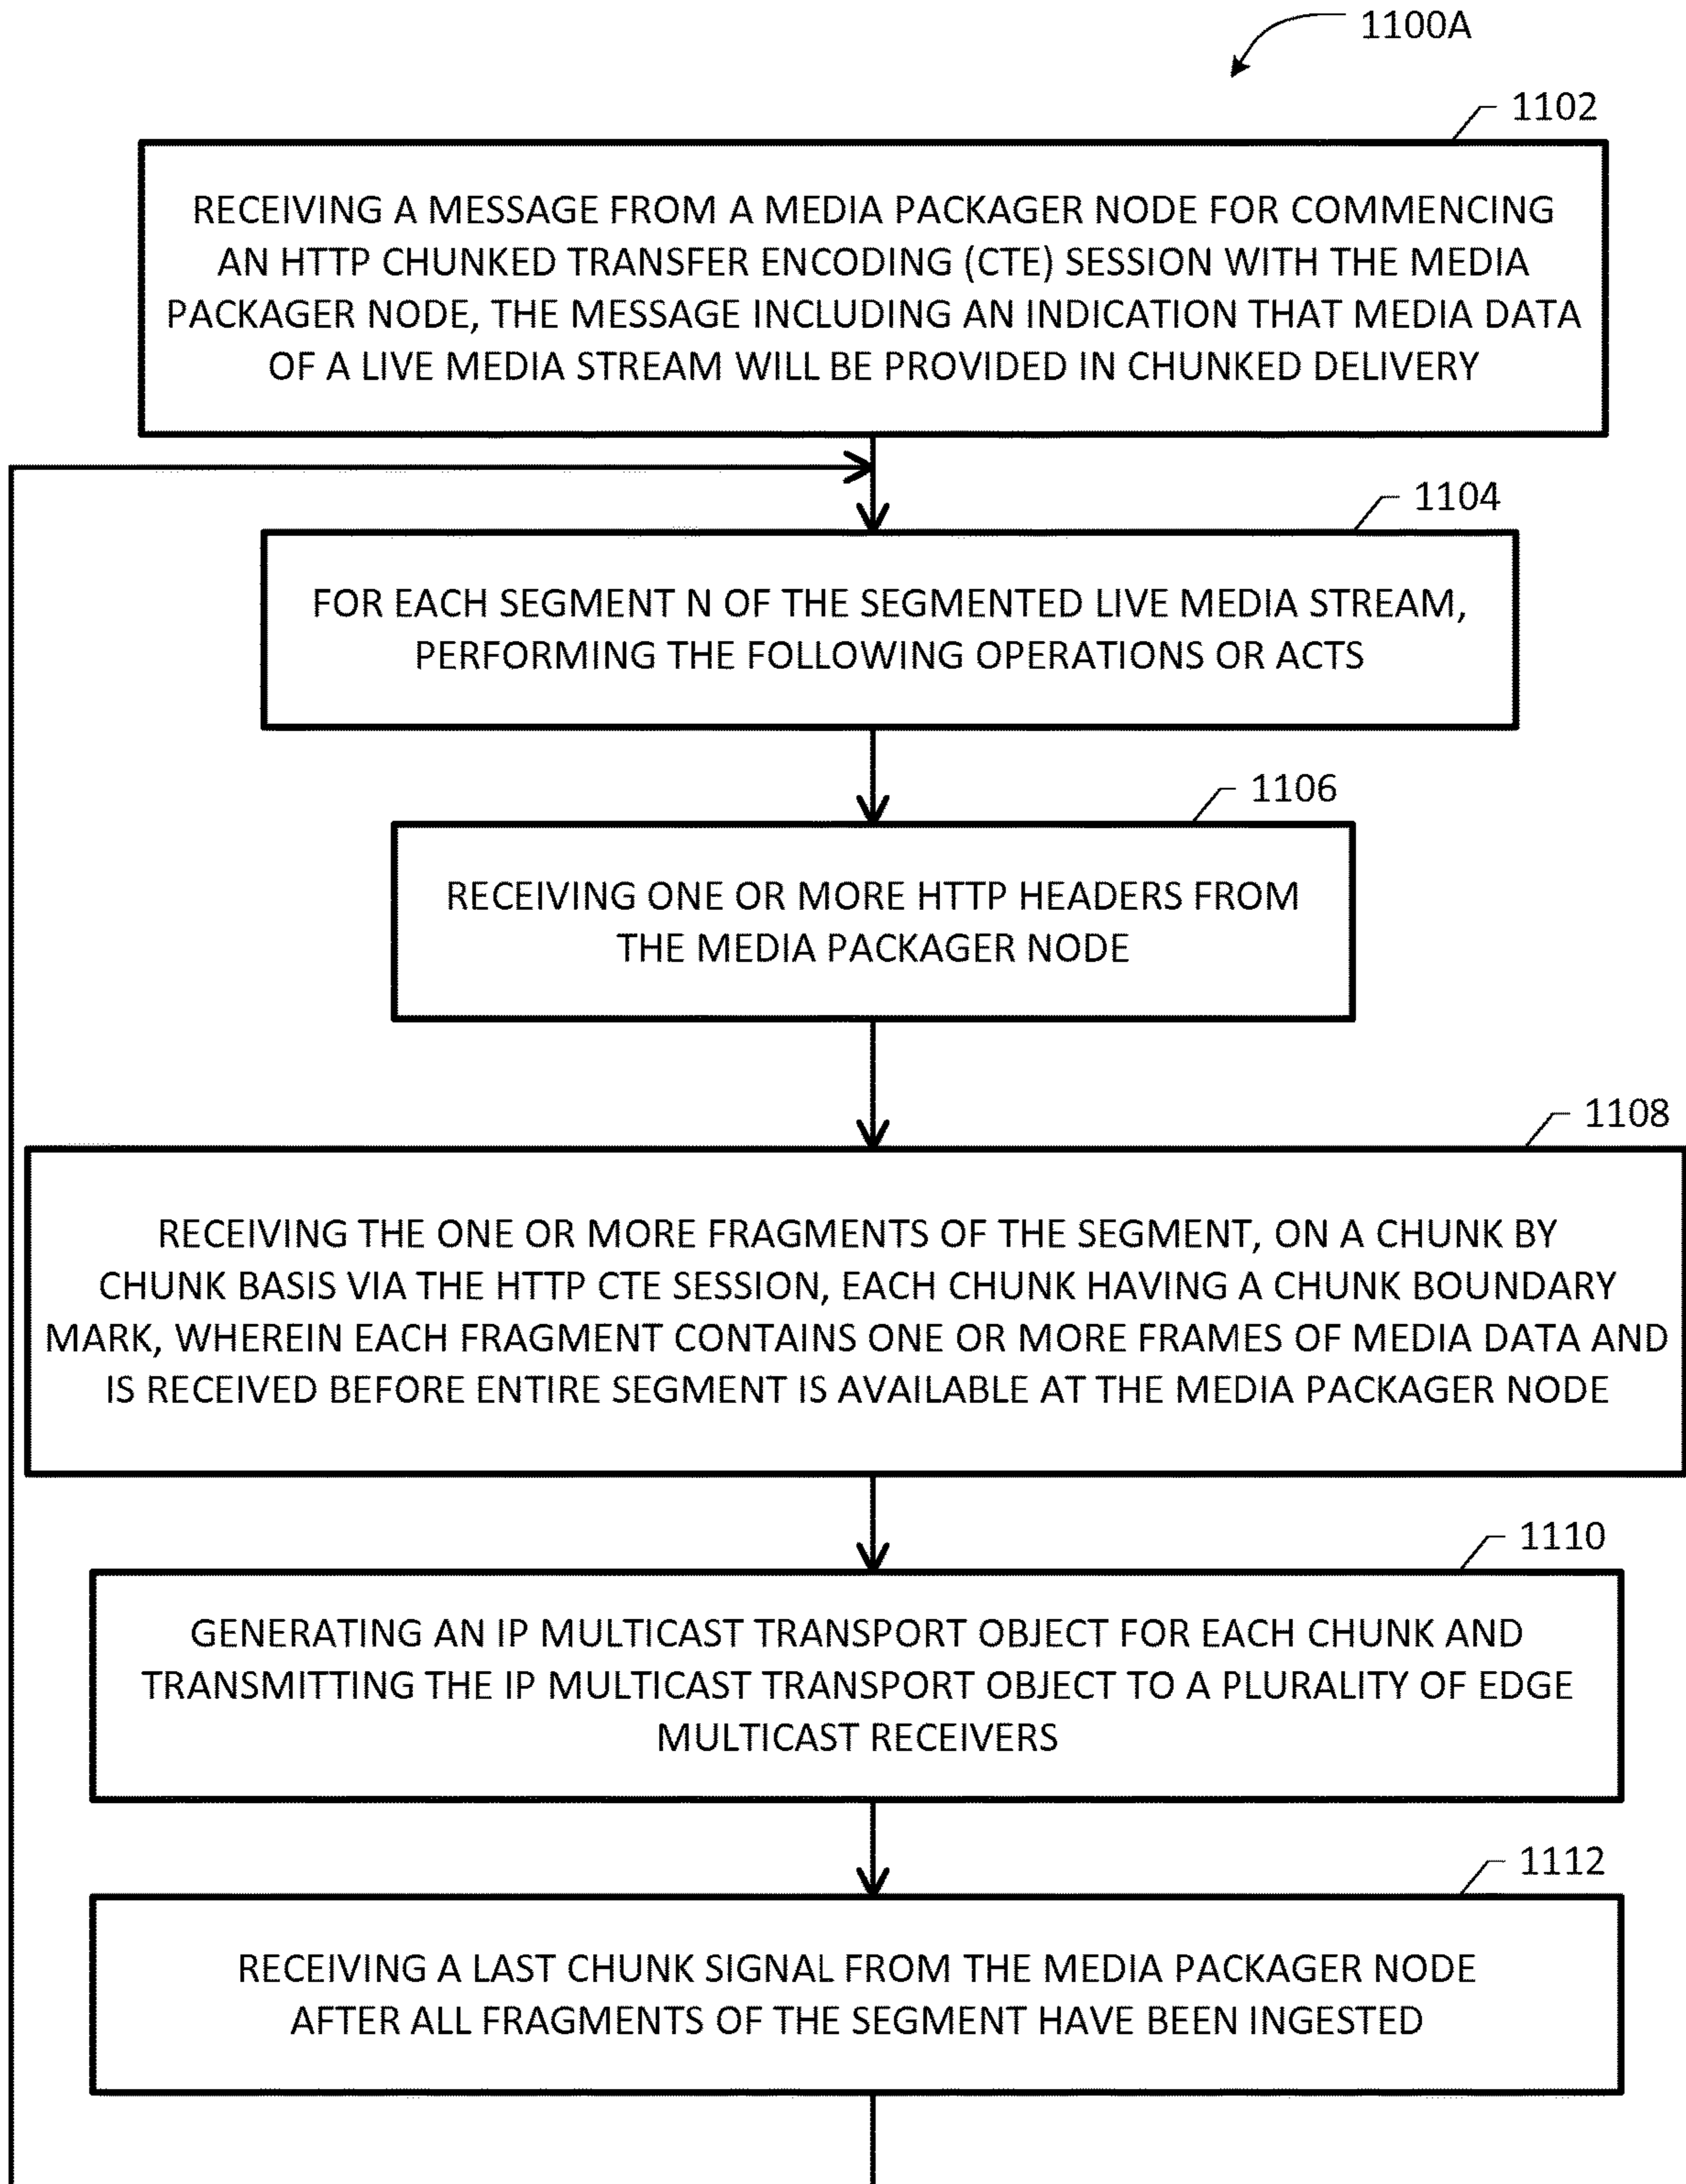 1100A
1102
RECEIVING A MESSAGE FROM A MEDIA PACKAGER NODE FOR COMMENCING
AN HTTP CHUNKED TRANSFER ENCODING (CTE) SESSION WITH THE MEDIA
PACKAGER NODE, THE MESSAGE INCLUDING AN INDICATION THAT MEDIA DATA
OF A LIVE MEDIA STREAM WILL BE PROVIDED IN CHUNKED DELIVERY
1104
FOR EACH SEGMENT N OF THE SEGMENTED LIVE MEDIA STREAM,
PERFORMING THE FOLLOWING OPERATIONS OR ACTS
1106
RECEIVING ONE OR MORE HTTP HEADERS FROM
THE MEDIA PACKAGER NODE
1108
RECEIVING THE ONE OR MORE FRAGMENTS OF THE SEGMENT, ON A CHUNK BY
CHUNK BASIS VIA THE HTTP CTE SESSION, EACH CHUNK HAVING A CHUNK BOUNDARY
MARK, WHEREIN EACH FRAGMENT CONTAINS ONE OR MORE FRAMES OF MEDIA DATA AND
IS RECEIVED BEFORE ENTIRE SEGMENT IS AVAILABLE AT THE MEDIA PACKAGER NODE
1110
GENERATING AN IP MULTICAST TRANSPORT OBJECT FOR EACH CHUNK AND
TRANSMITTING THE IP MULTICAST TRANSPORT OBJECT TO A PLURALITY OF EDGE
MULTICAST RECEIVERS
1112
RECEIVING A LAST CHUNK SIGNAL FROM THE MEDIA PACKAGER NODE
AFTER ALL FRAGMENTS OF THE SEGMENT HAVE BEEN INGESTED